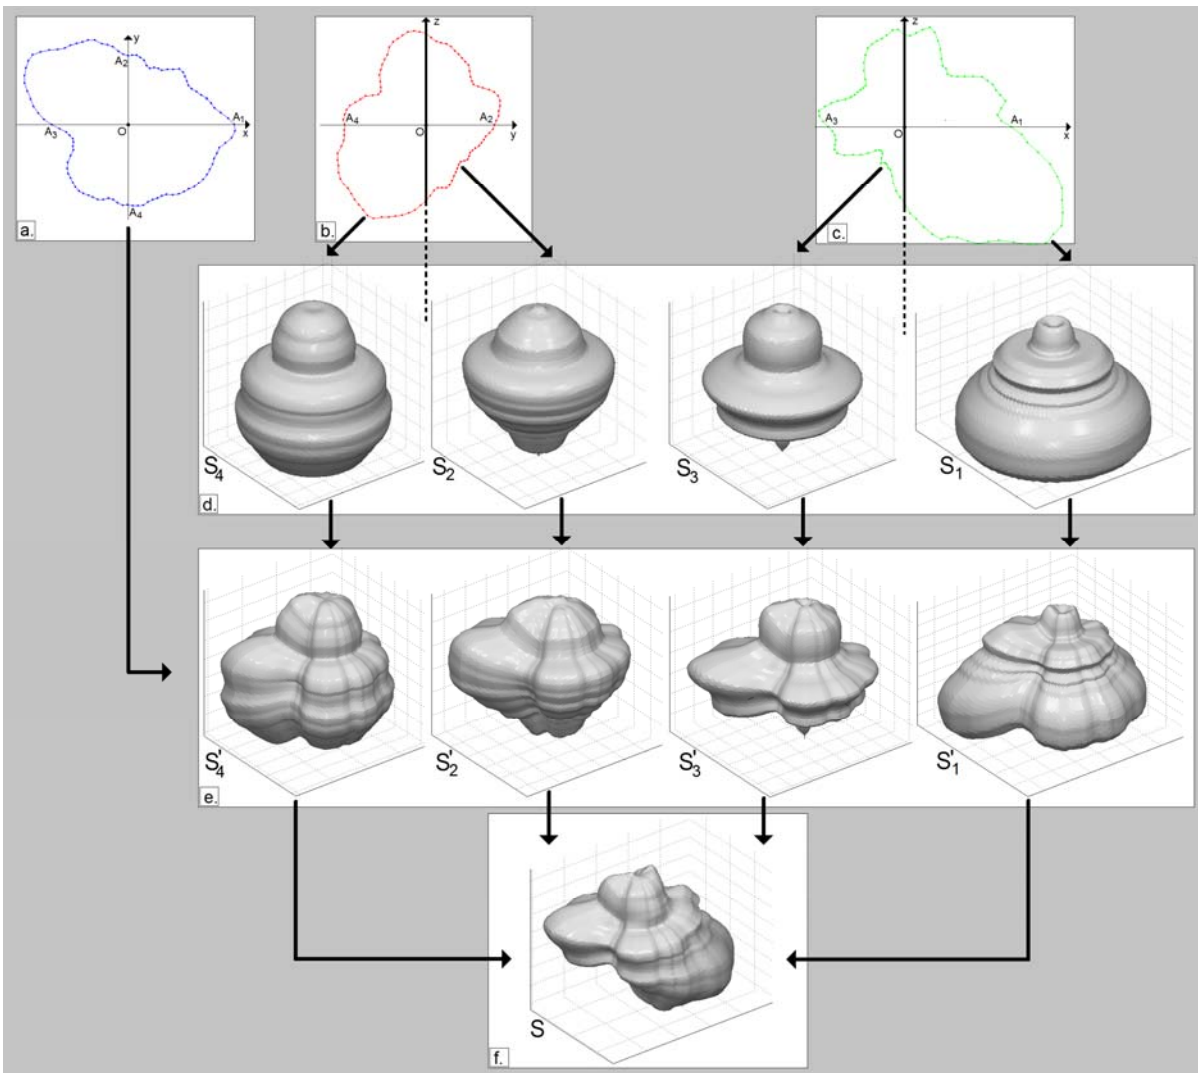 y
A2
A1
A3
O
x
A4
a.
z
A4
A2
O
y
b.
z
A3
A1
O
x
c.
S4
S2
S3
S1
d.
S'4
S'2
S'3
S'1
e.
S
f.